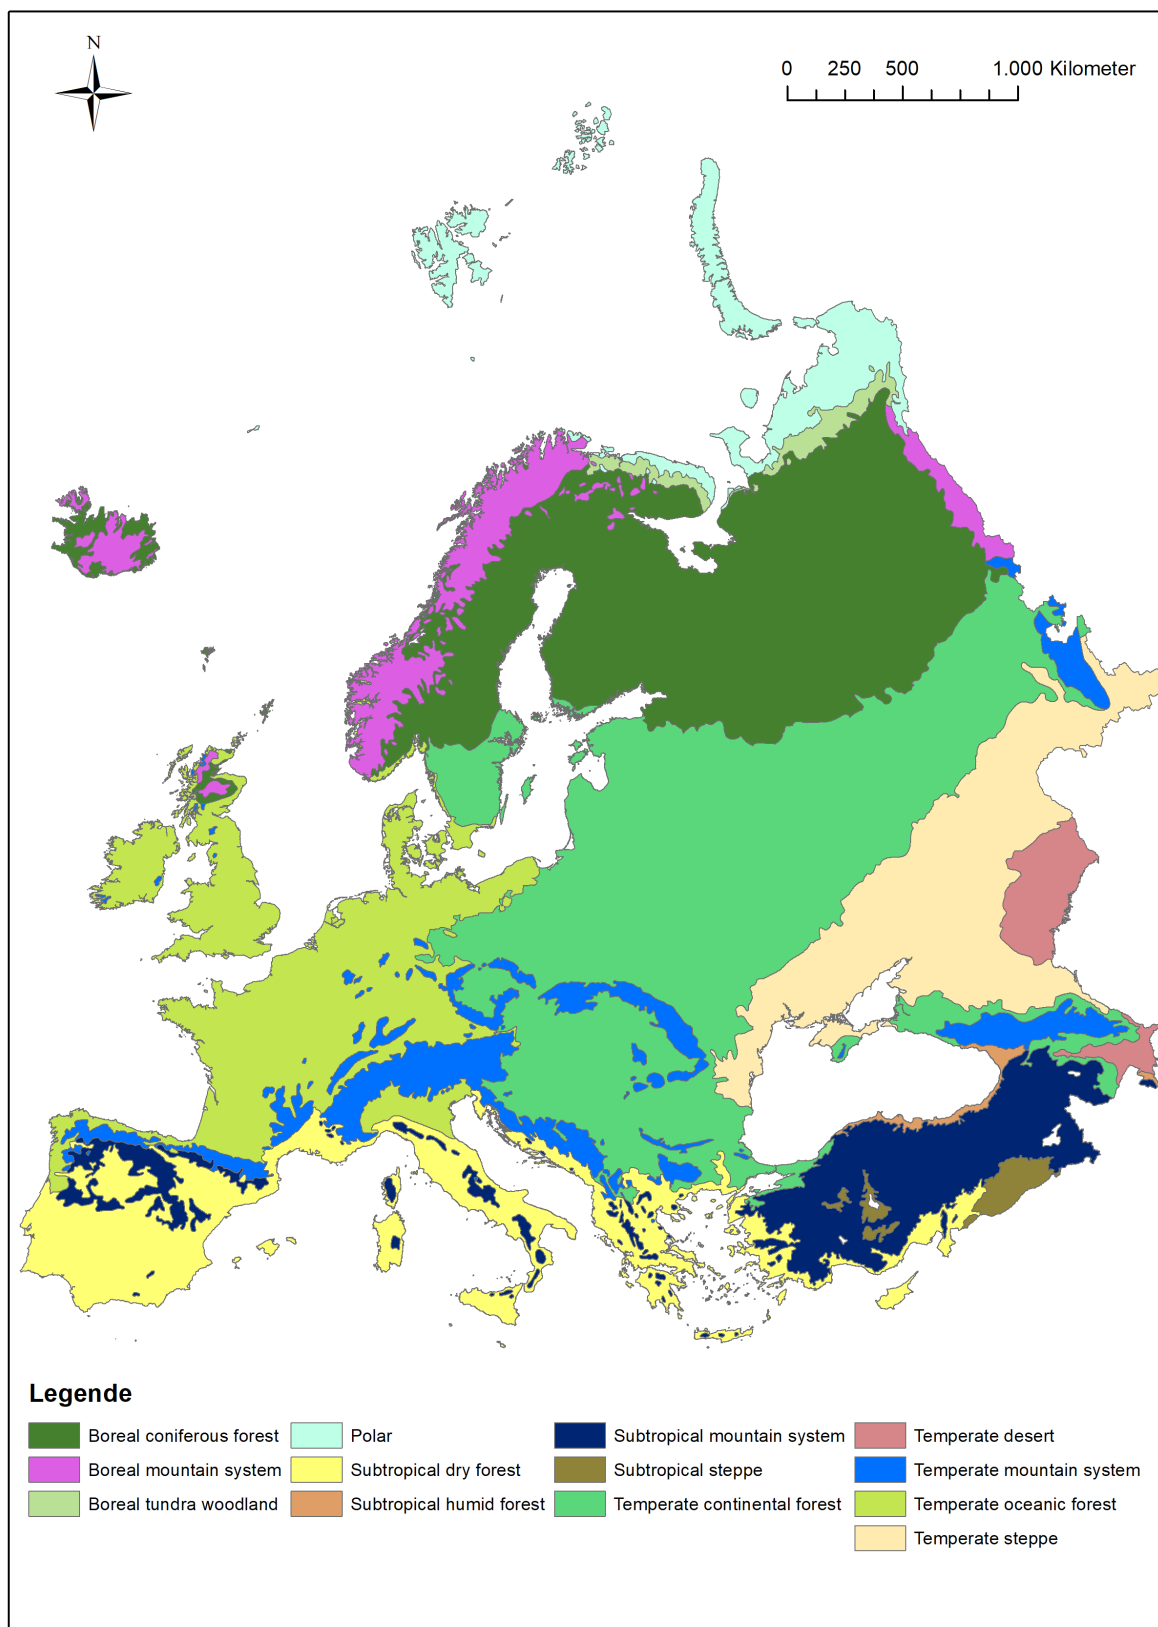 N
0 250 500 1.000 Kilometer
Legende
Boreal coniferous forest
Boreal mountain system
Boreal tundra woodland
Polar
Subtropical dry forest
Subtropical humid forest
Subtropical mountain system
Subtropical steppe
Temperate continental forest
Temperate desert
Temperate mountain system
Temperate oceanic forest
Temperate steppe